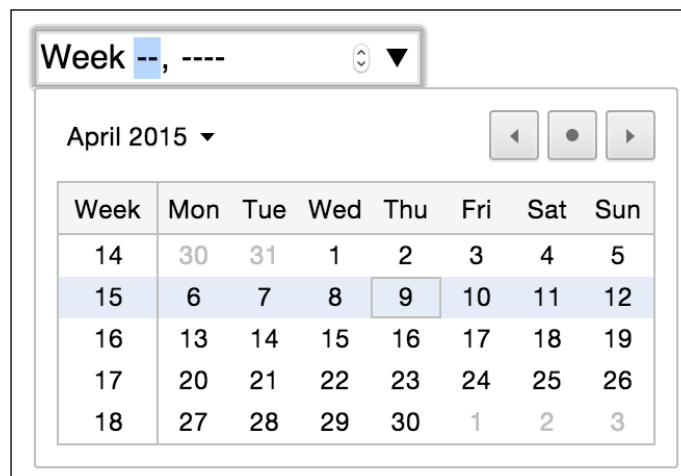 Week --, ----
April 2015
Week Mon Tue Wed Thu Fri Sat Sun
14 30 31 1 2 3 4 5
15 6 7 8 9 10 11 12
16 13 14 15 16 17 18 19
17 20 21 22 23 24 25 26
18 27 28 29 30 1 2 3